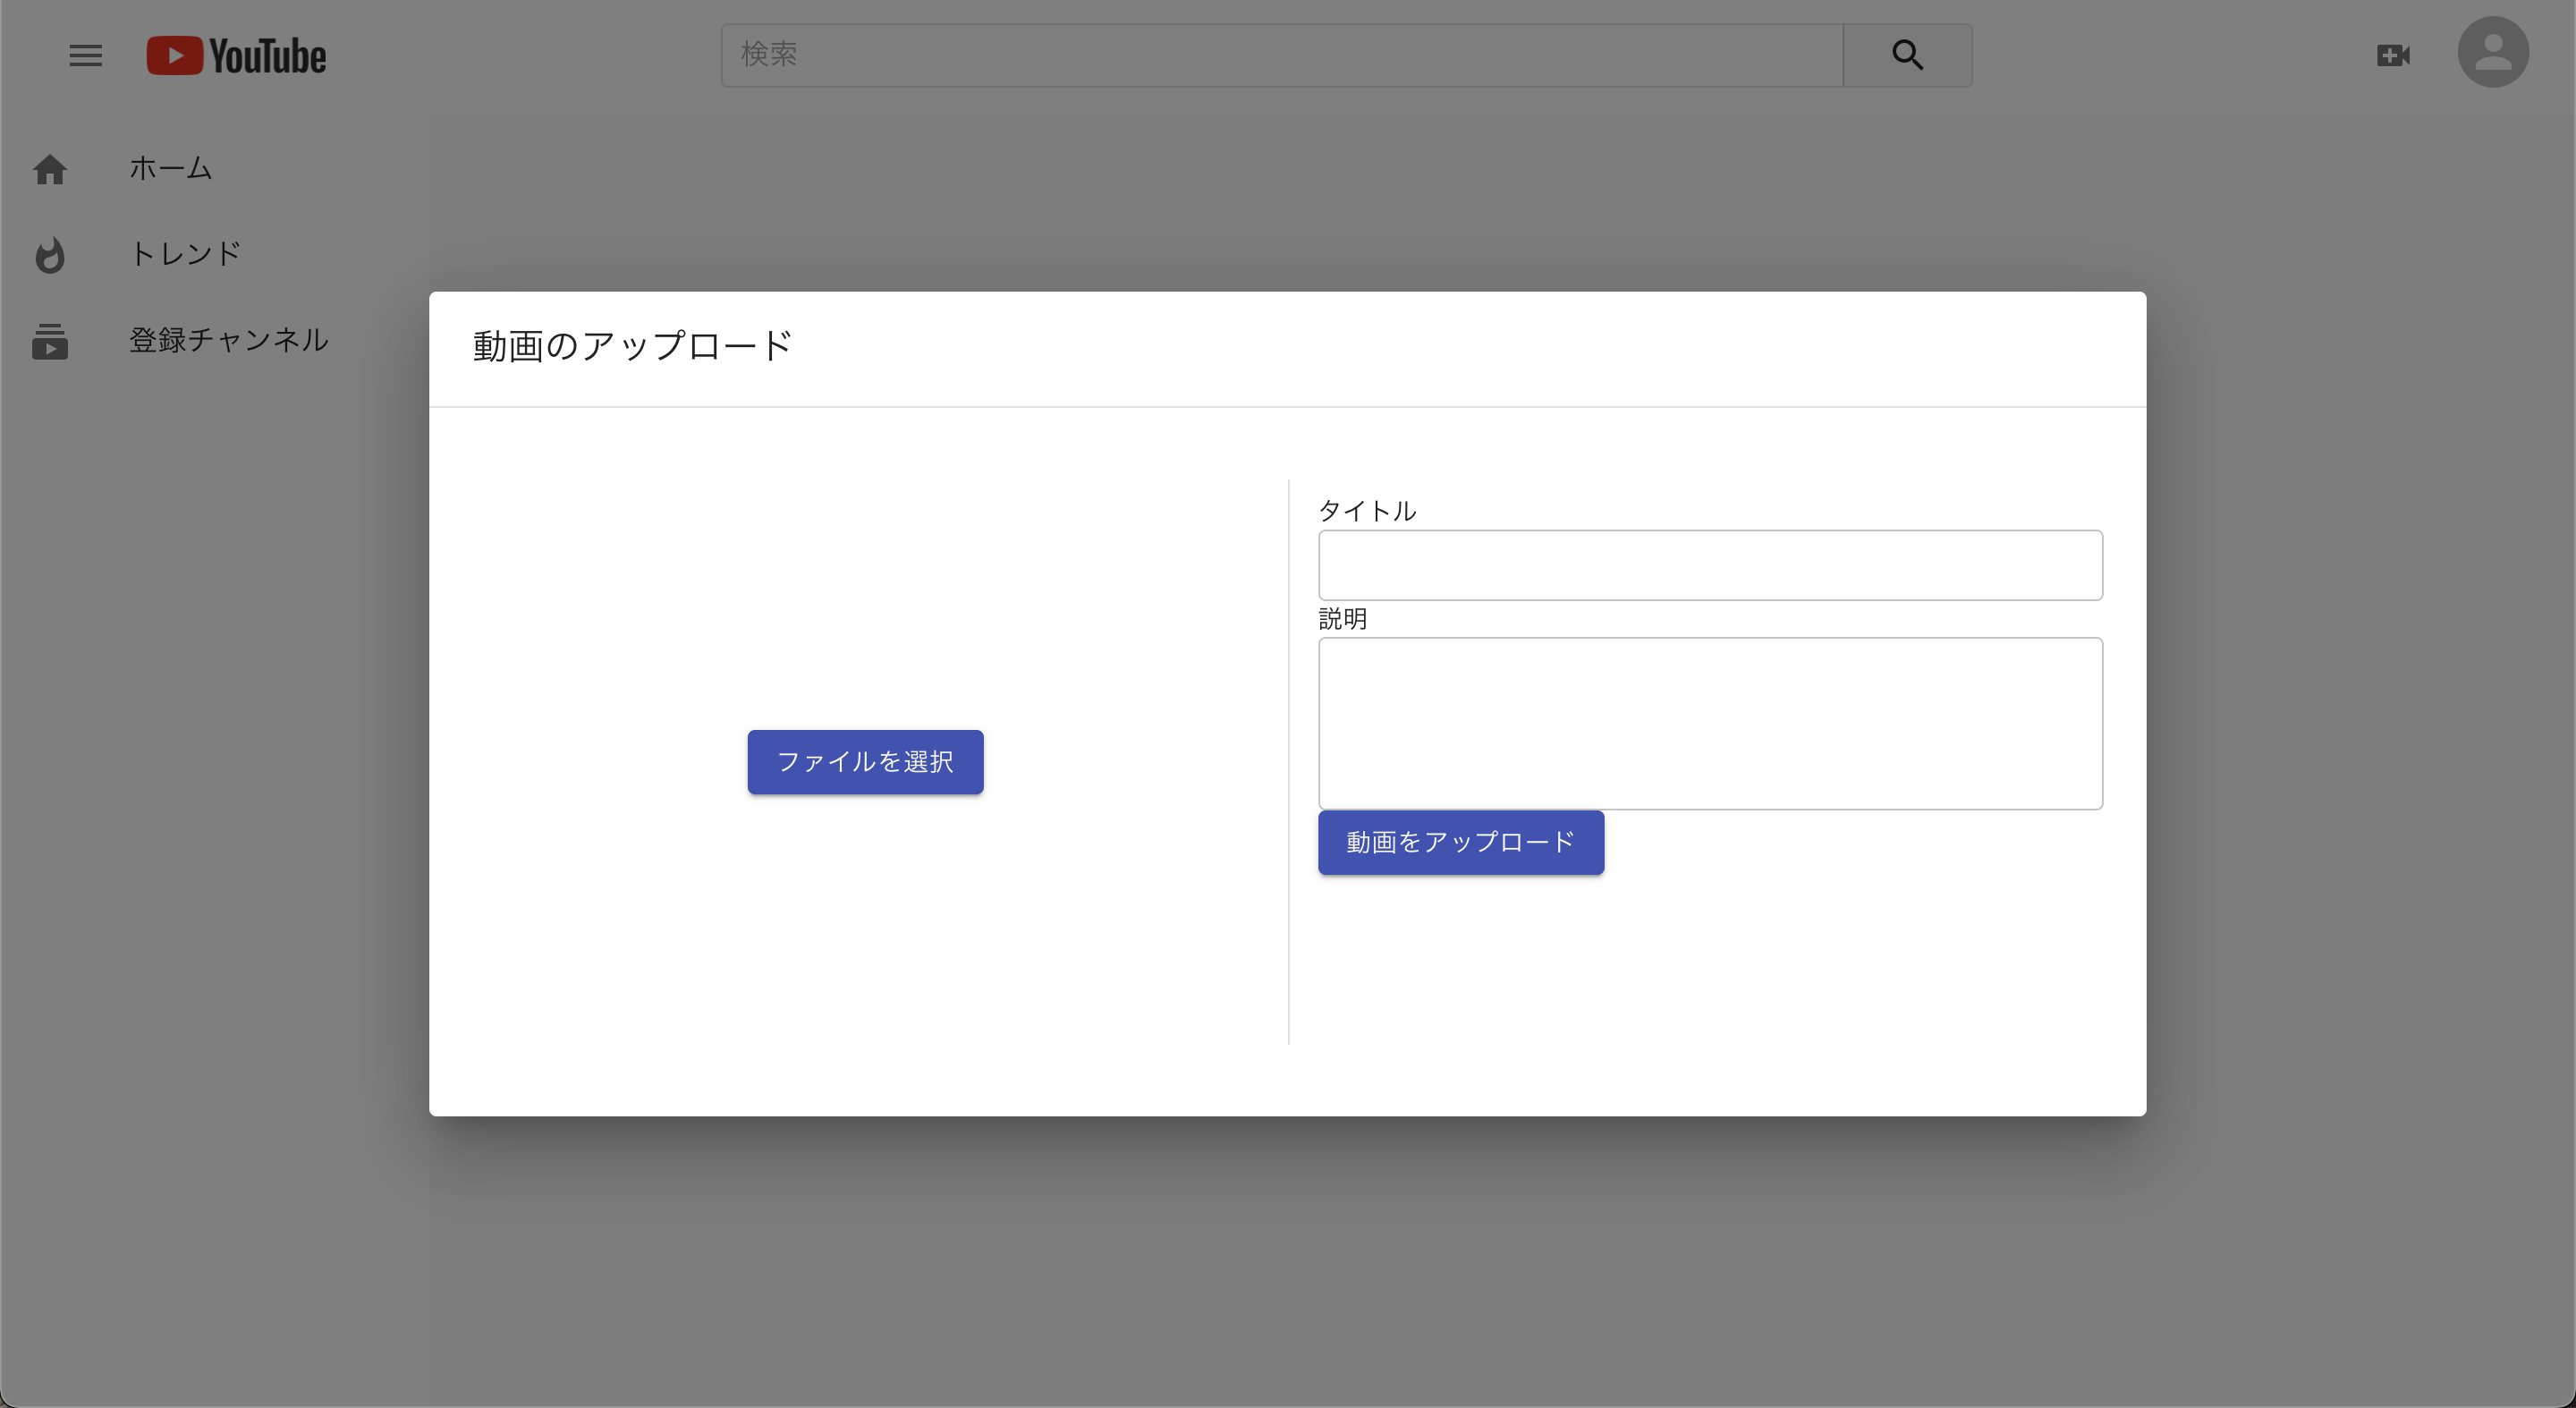 YouTube
検索
ホーム
トレンド
登録チャンネル
動画のアップロード
ファイルを選択
タイトル
説明
動画をアップロード